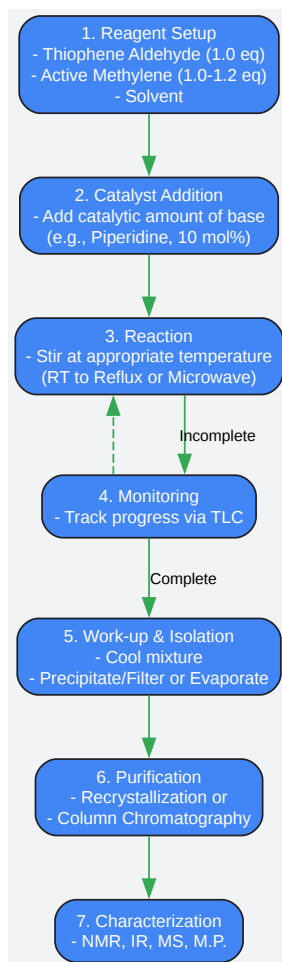 1. Reagent Setup
- Thiophene Aldehyde (1.0 eq)
- Active Methylene (1.0-1.2 eq)
- Solvent
2. Catalyst Addition
- Add catalytic amount of base
(e.g., Piperidine, 10 mol%)
3. Reaction
- Stir at appropriate temperature
(RT to Reflux or Microwave)
Incomplete
4. Monitoring
- Track progress via TLC
Complete
5. Work-up & Isolation
- Cool mixture
- Precipitate/Filter or Evaporate
6. Purification
- Recrystallization or
- Column Chromatography
7. Characterization
- NMR, IR, MS, M.P.